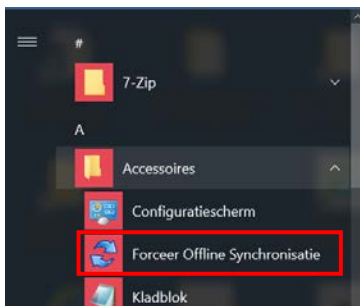 #
7-Zip
A
Accessoires
Configuratiescherm
Forceer Offline Synchronisatie
Kladblok